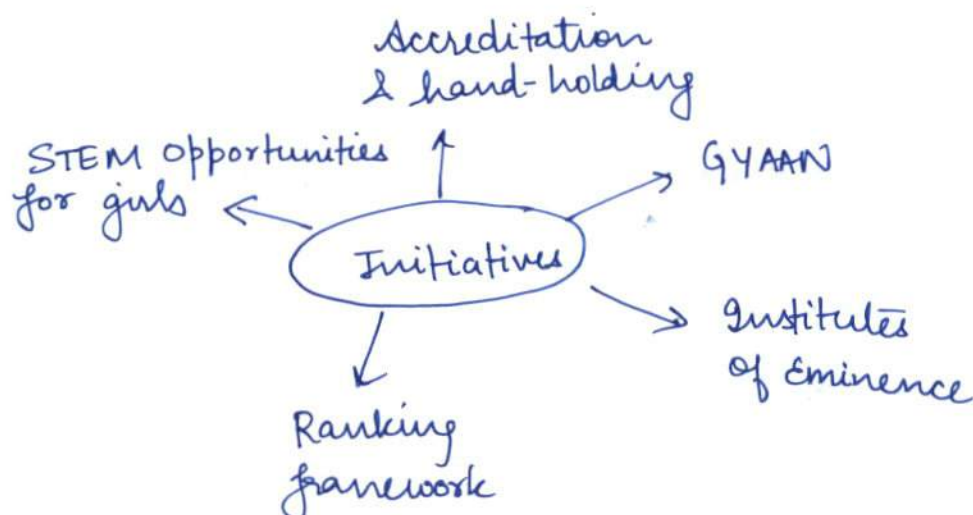 Accreditation
& hand-holding
STEM opportunities
for girls
GYAAN
Initiatives
Institutes
of Eminence
Ranking
framework